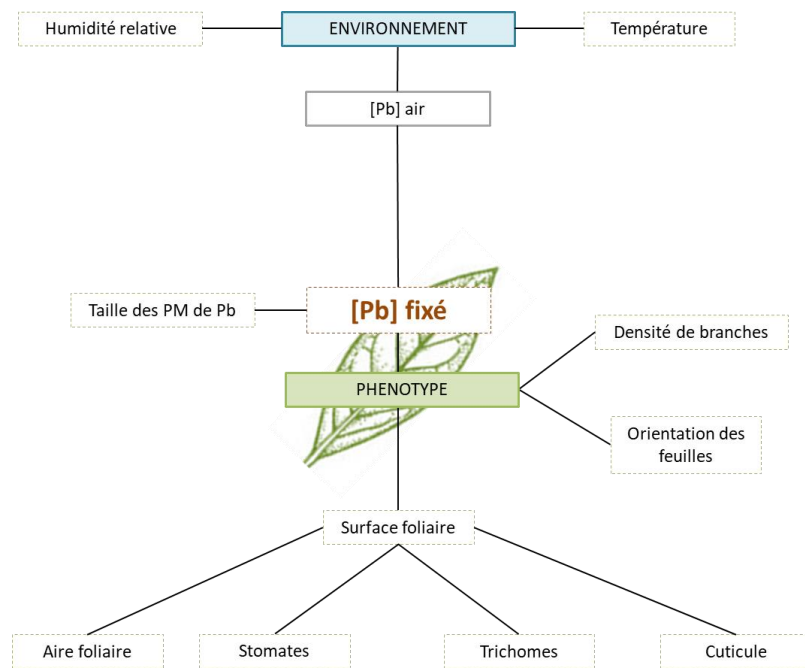 Humidité relative
ENVIRONNEMENT
Température
[Pb] air
Taille des PM de Pb
[Pb] fixé
Densité de branches
PHENOTYPE
Orientation des
feuilles
Surface foliaire
Aire foliaire
Stomates
Trichomes
Cuticule